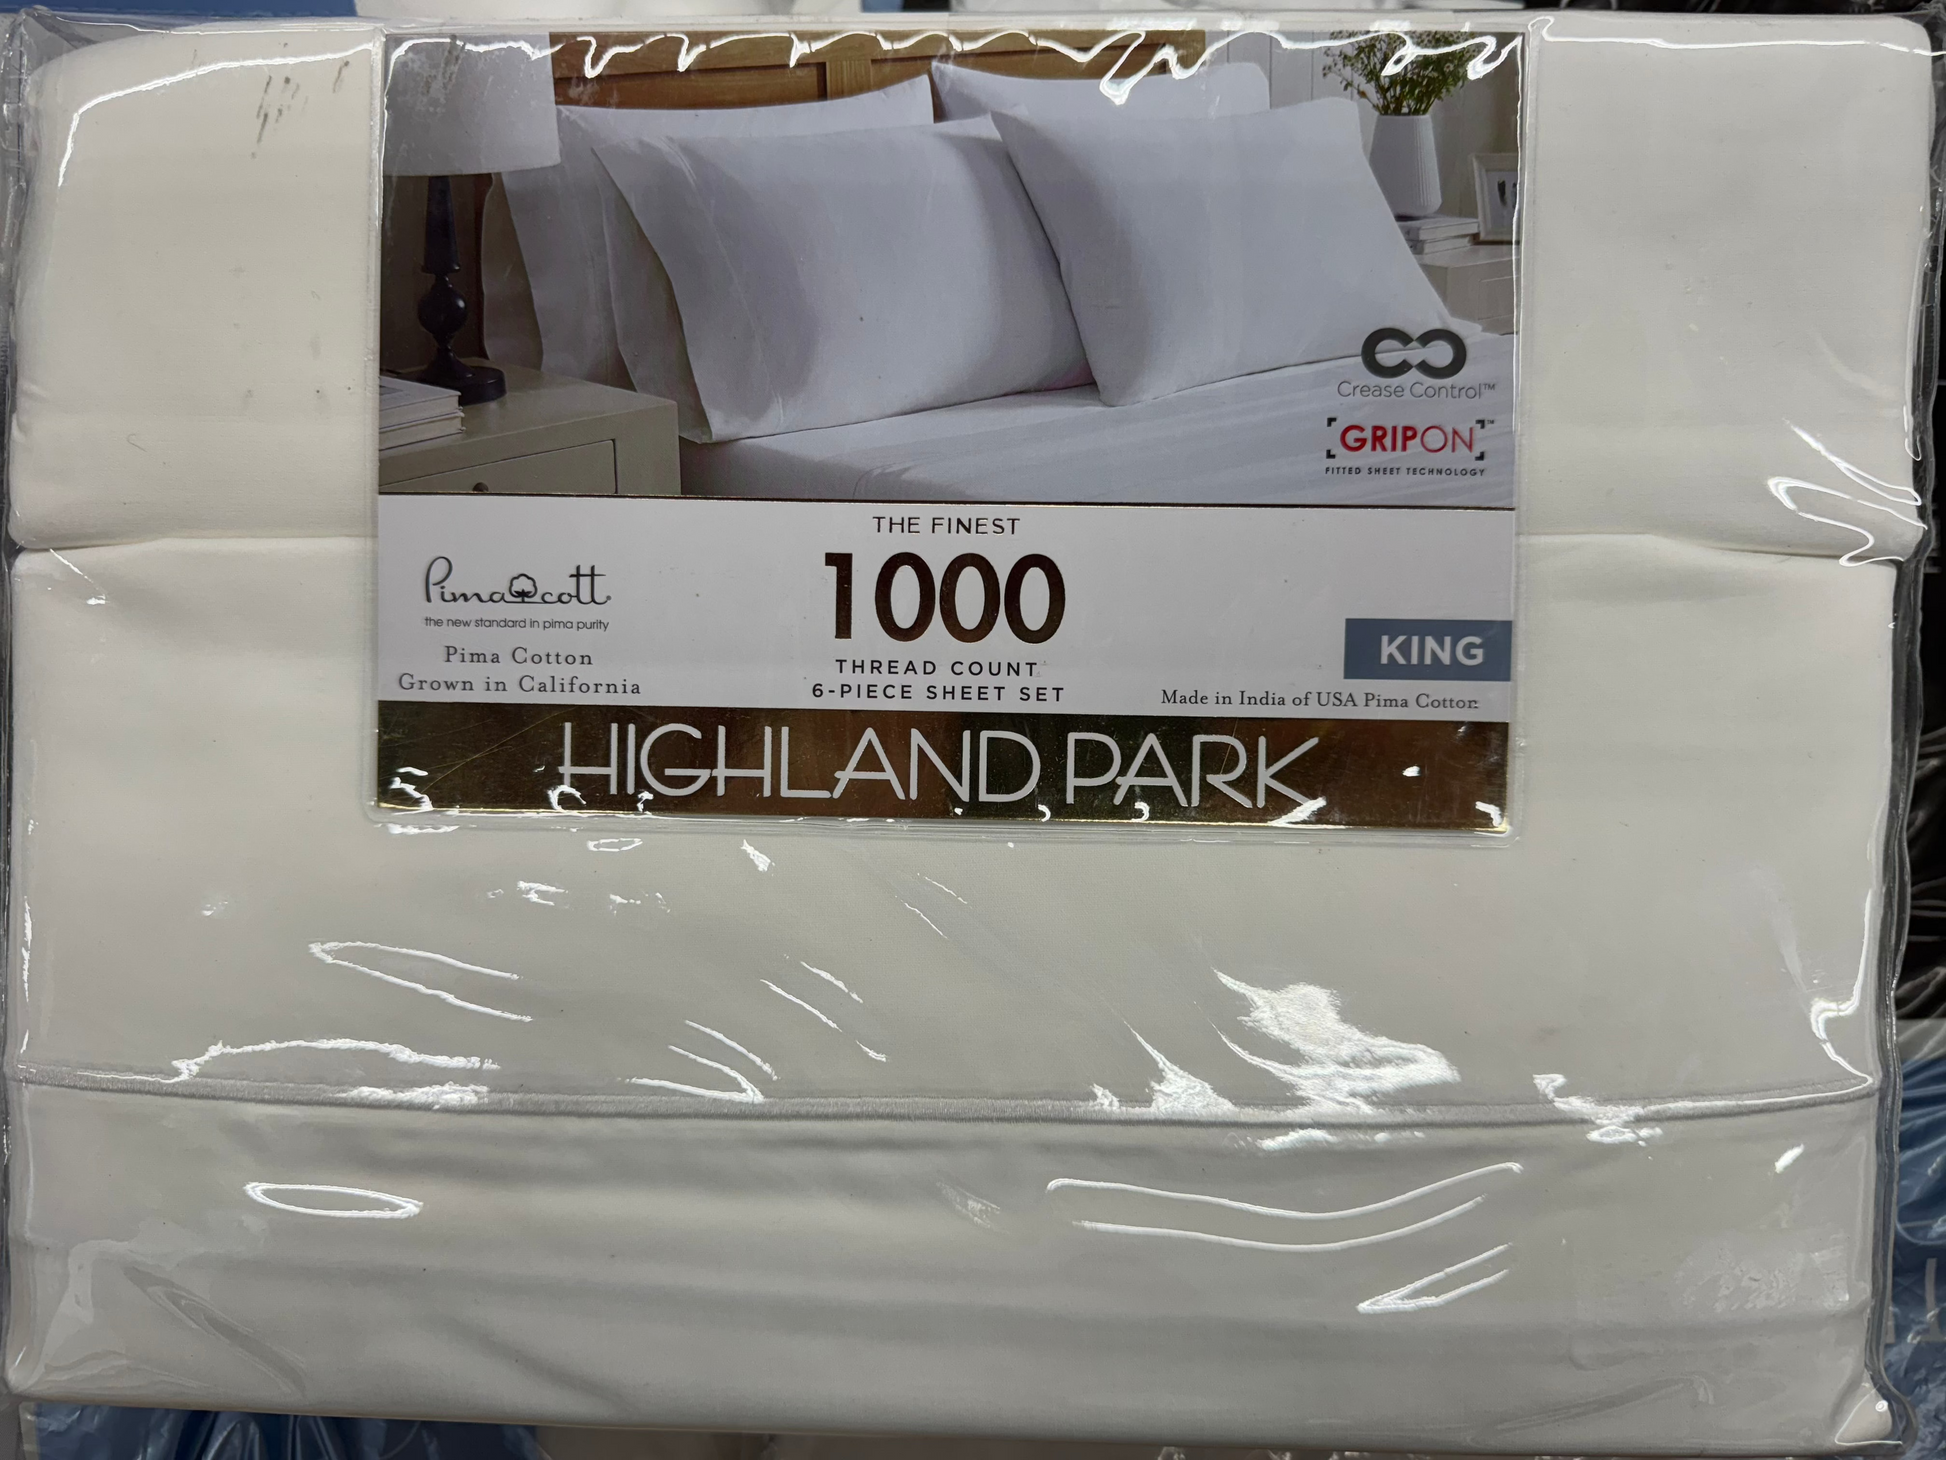 Crease Control™
GRIPON™
FITTED SHEET TECHNOLOGY
THE FINEST
1000
THREAD COUNT
6-PIECE SHEET SET
Pimacott
the new standard in pima purity
Pima Cotton
Grown in California
KING
Made in India of USA Pima Cotton
HIGHLAND PARK